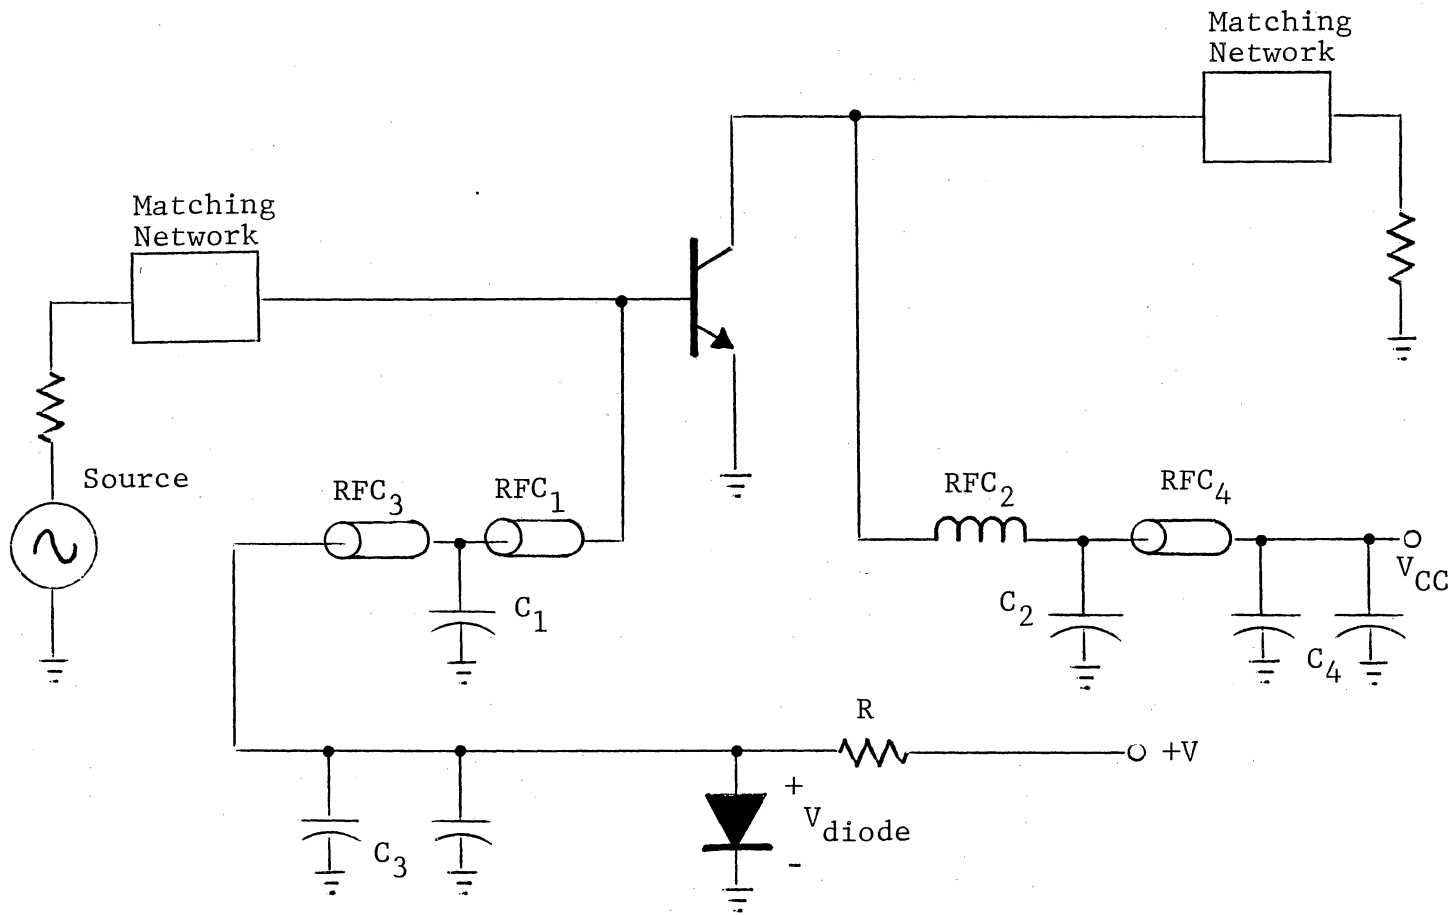 Matching
Network
Matching
Network
Source
RFC3
RFC1
RFC2
RFC4
VCC
C1
C2
C4
R
+V
+
Vdiode
-
C3